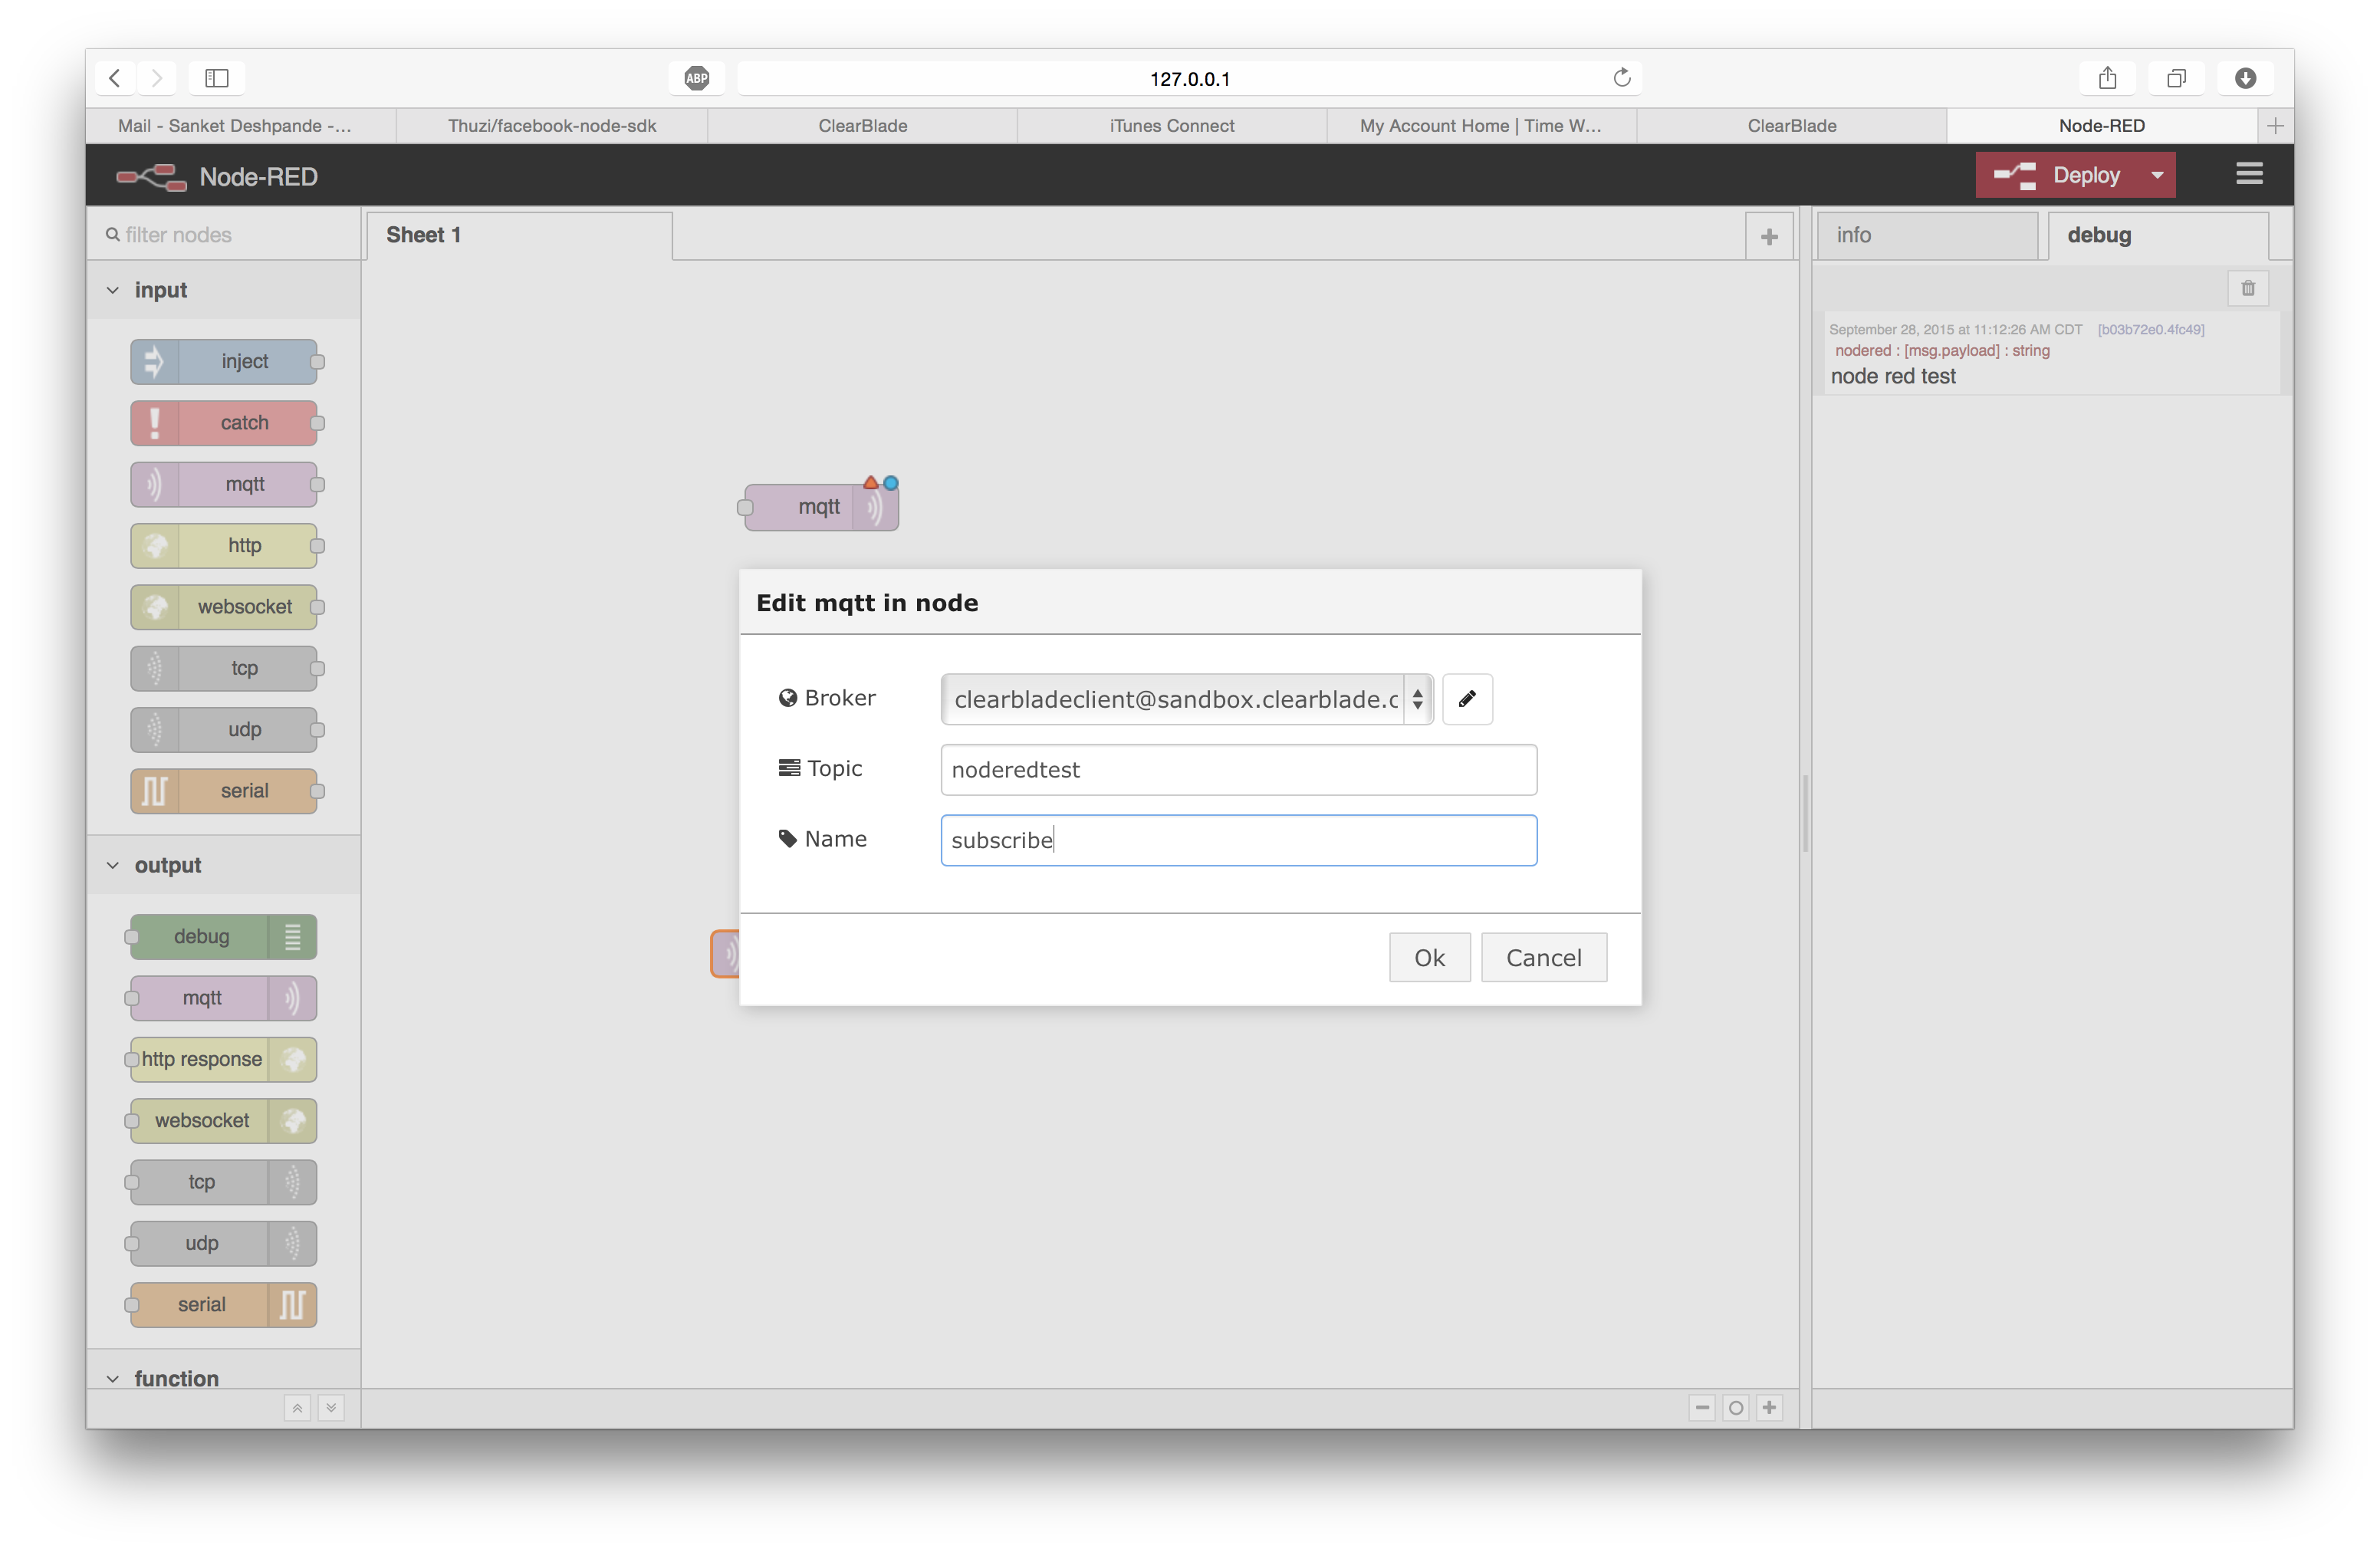 ABP
127.0.0.1
Mail - Sanket Deshpande -...
Thuzi/facebook-node-sdk
ClearBlade
iTunes Connect
My Account Home | Time W...
ClearBlade
Node-RED
Node-RED
Deploy
filter nodes
Sheet 1
info
debug
input
inject
catch
mqtt
http
websocket
tcp
udp
serial
output
debug
mqtt
http response
websocket
tcp
udp
serial
function
mqtt
Edit mqtt in node
Broker
clearbladeclient@sandbox.clearblade.c
Topic
noderedtest
Name
subscribe
Ok
Cancel
September 28, 2015 at 11:12:26 AM CDT [b03b72e0.4fc49]
nodered : [msg.payload] : string
node red test